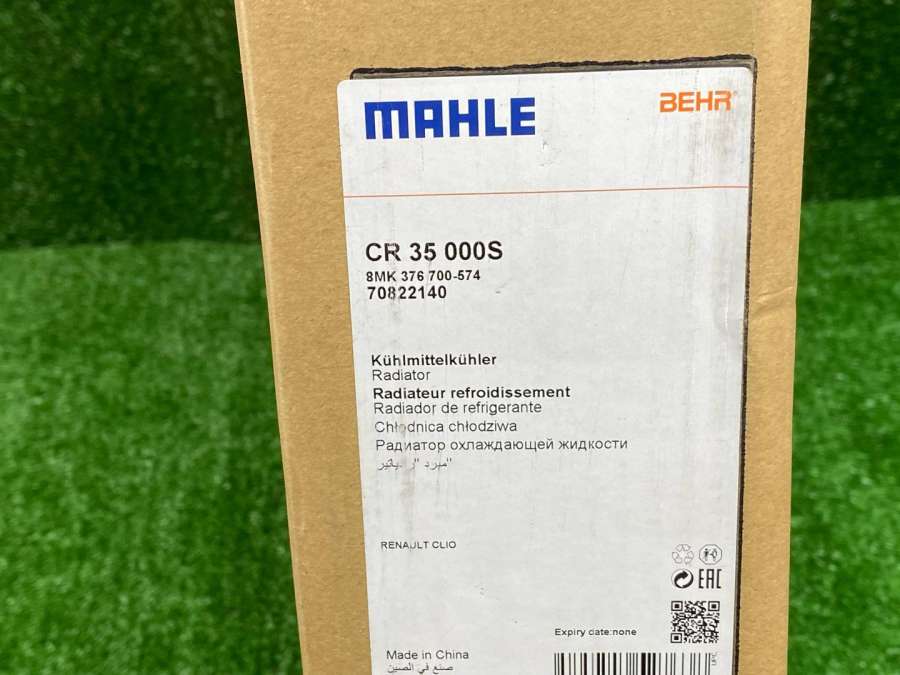 MAHLE
BEHR
CR 35 000S
8MK 376 700-574
70822140
Kühlmittelkühler
Radiator
Radiateur refroidissement
Radiador de refrigerante
Chłodnica chłodziwa
Радиатор охлаждающей жидкости
مبرد
RENAULT CLIO
EAC
Expiry date:none
Made in China
صنع في الصين